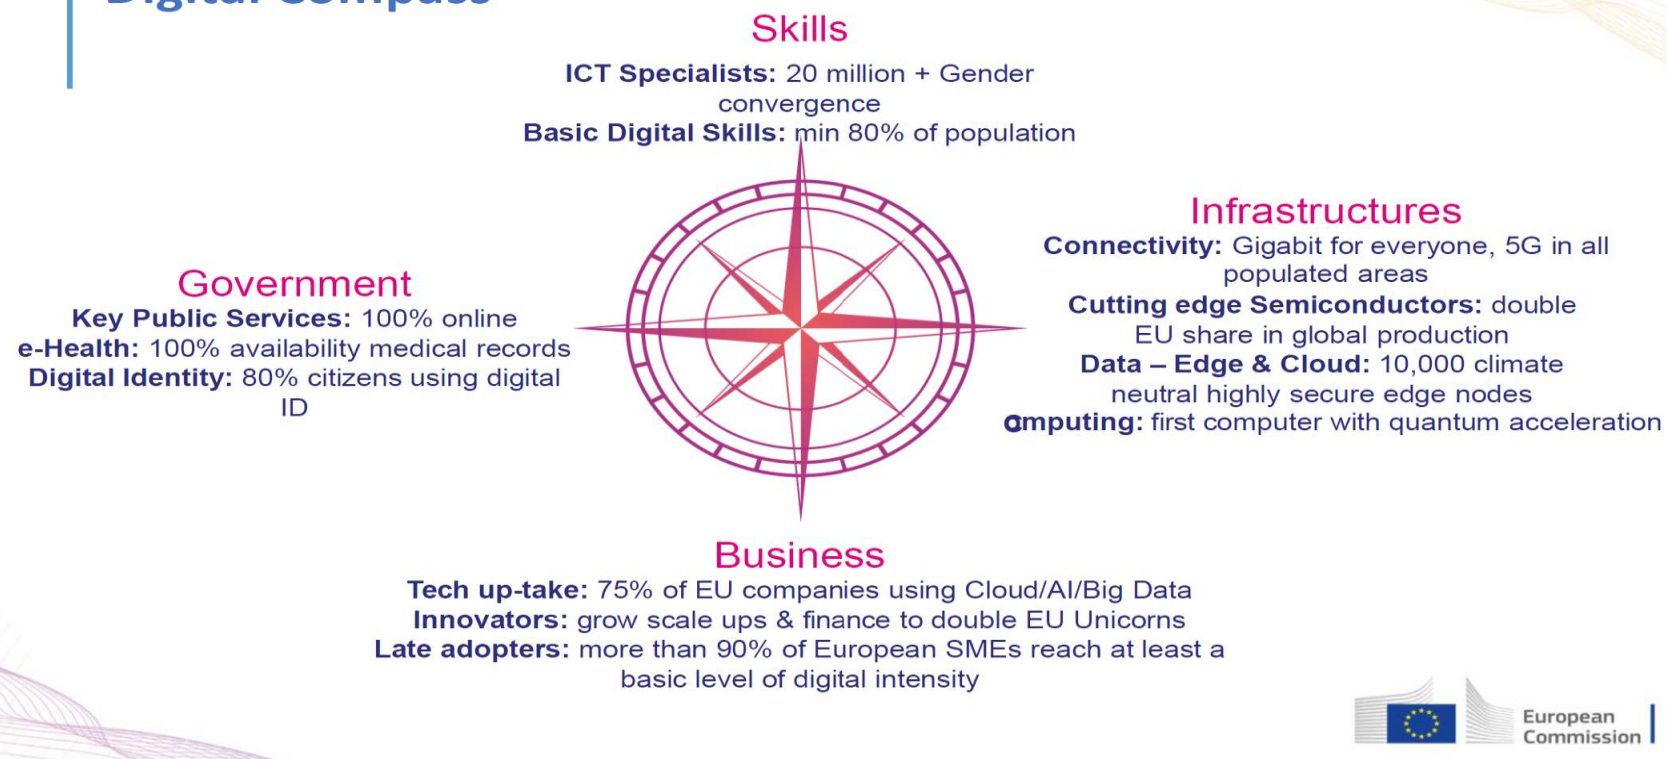 Digital Compass
Skills
ICT Specialists: 20 million + Gender
convergence
Basic Digital Skills: min 80% of population
Infrastructures
Connectivity: Gigabit for everyone, 5G in all
populated areas
Cutting edge Semiconductors: double
EU share in global production
Data – Edge & Cloud: 10,000 climate
neutral highly secure edge nodes
Computing: first computer with quantum acceleration
Government
Key Public Services: 100% online
e-Health: 100% availability medical records
Digital Identity: 80% citizens using digital
ID
Business
Tech up-take: 75% of EU companies using Cloud/AI/Big Data
Innovators: grow scale ups & finance to double EU Unicorns
Late adopters: more than 90% of European SMEs reach at least a
basic level of digital intensity
European
Commission